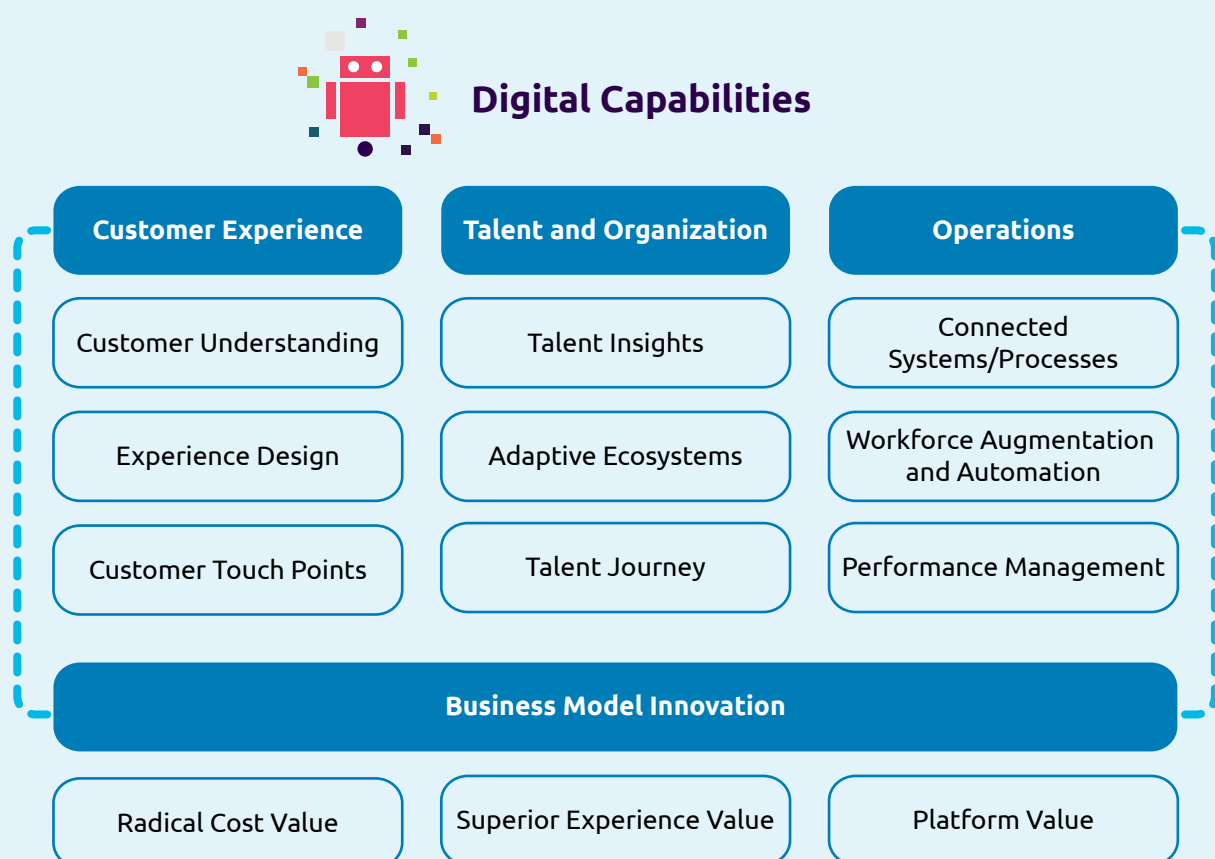 Digital Capabilities
Customer Experience
Talent and Organization
Operations
Customer Understanding
Talent Insights
Connected
Systems/Processes
Experience Design
Adaptive Ecosystems
Workforce Augmentation
and Automation
Customer Touch Points
Talent Journey
Performance Management
Business Model Innovation
Radical Cost Value
Superior Experience Value
Platform Value